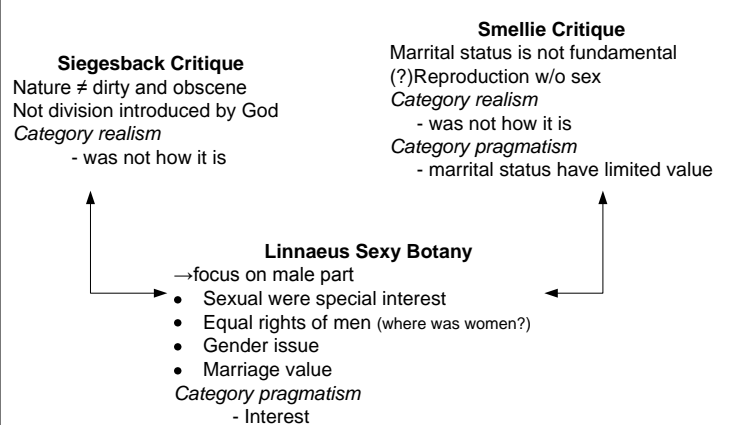 Siegesback Critique
Nature ≠ dirty and obscene
Not division introduced by God
Category realism
- was not how it is
Smellie Critique
Marrital status is not fundamental
(?)Reproduction w/o sex
Category realism
- was not how it is
Category pragmatism
- marrital status have limited value
Linnaeus Sexy Botany
→focus on male part
• Sexual were special interest
• Equal rights of men (where was women?)
• Gender issue
• Marriage value
Category pragmatism
- Interest